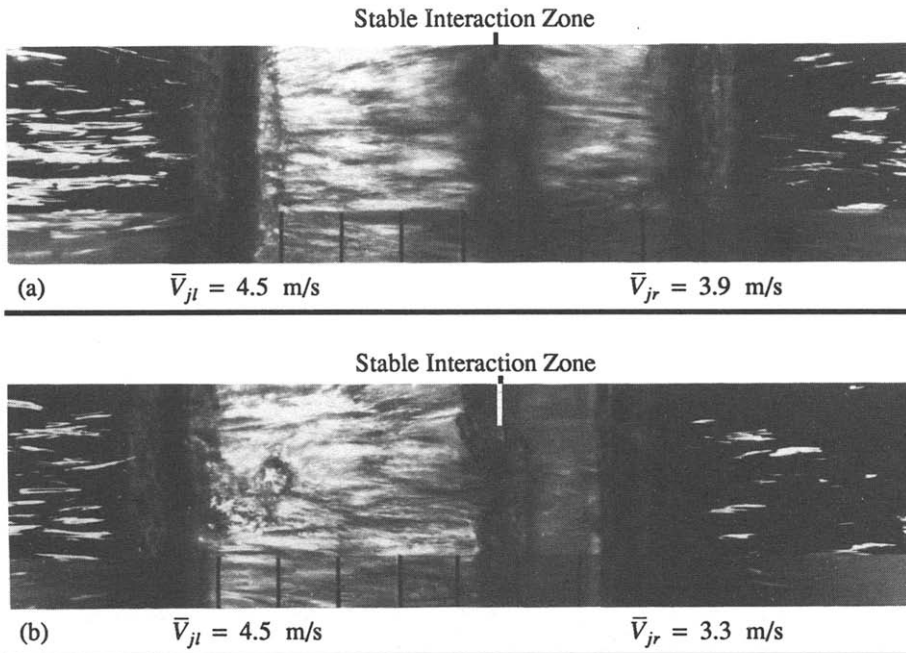 Stable Interaction Zone
(a) V̅jl = 4.5 m/s V̅jr = 3.9 m/s
Stable Interaction Zone
(b) V̅jl = 4.5 m/s V̅jr = 3.3 m/s